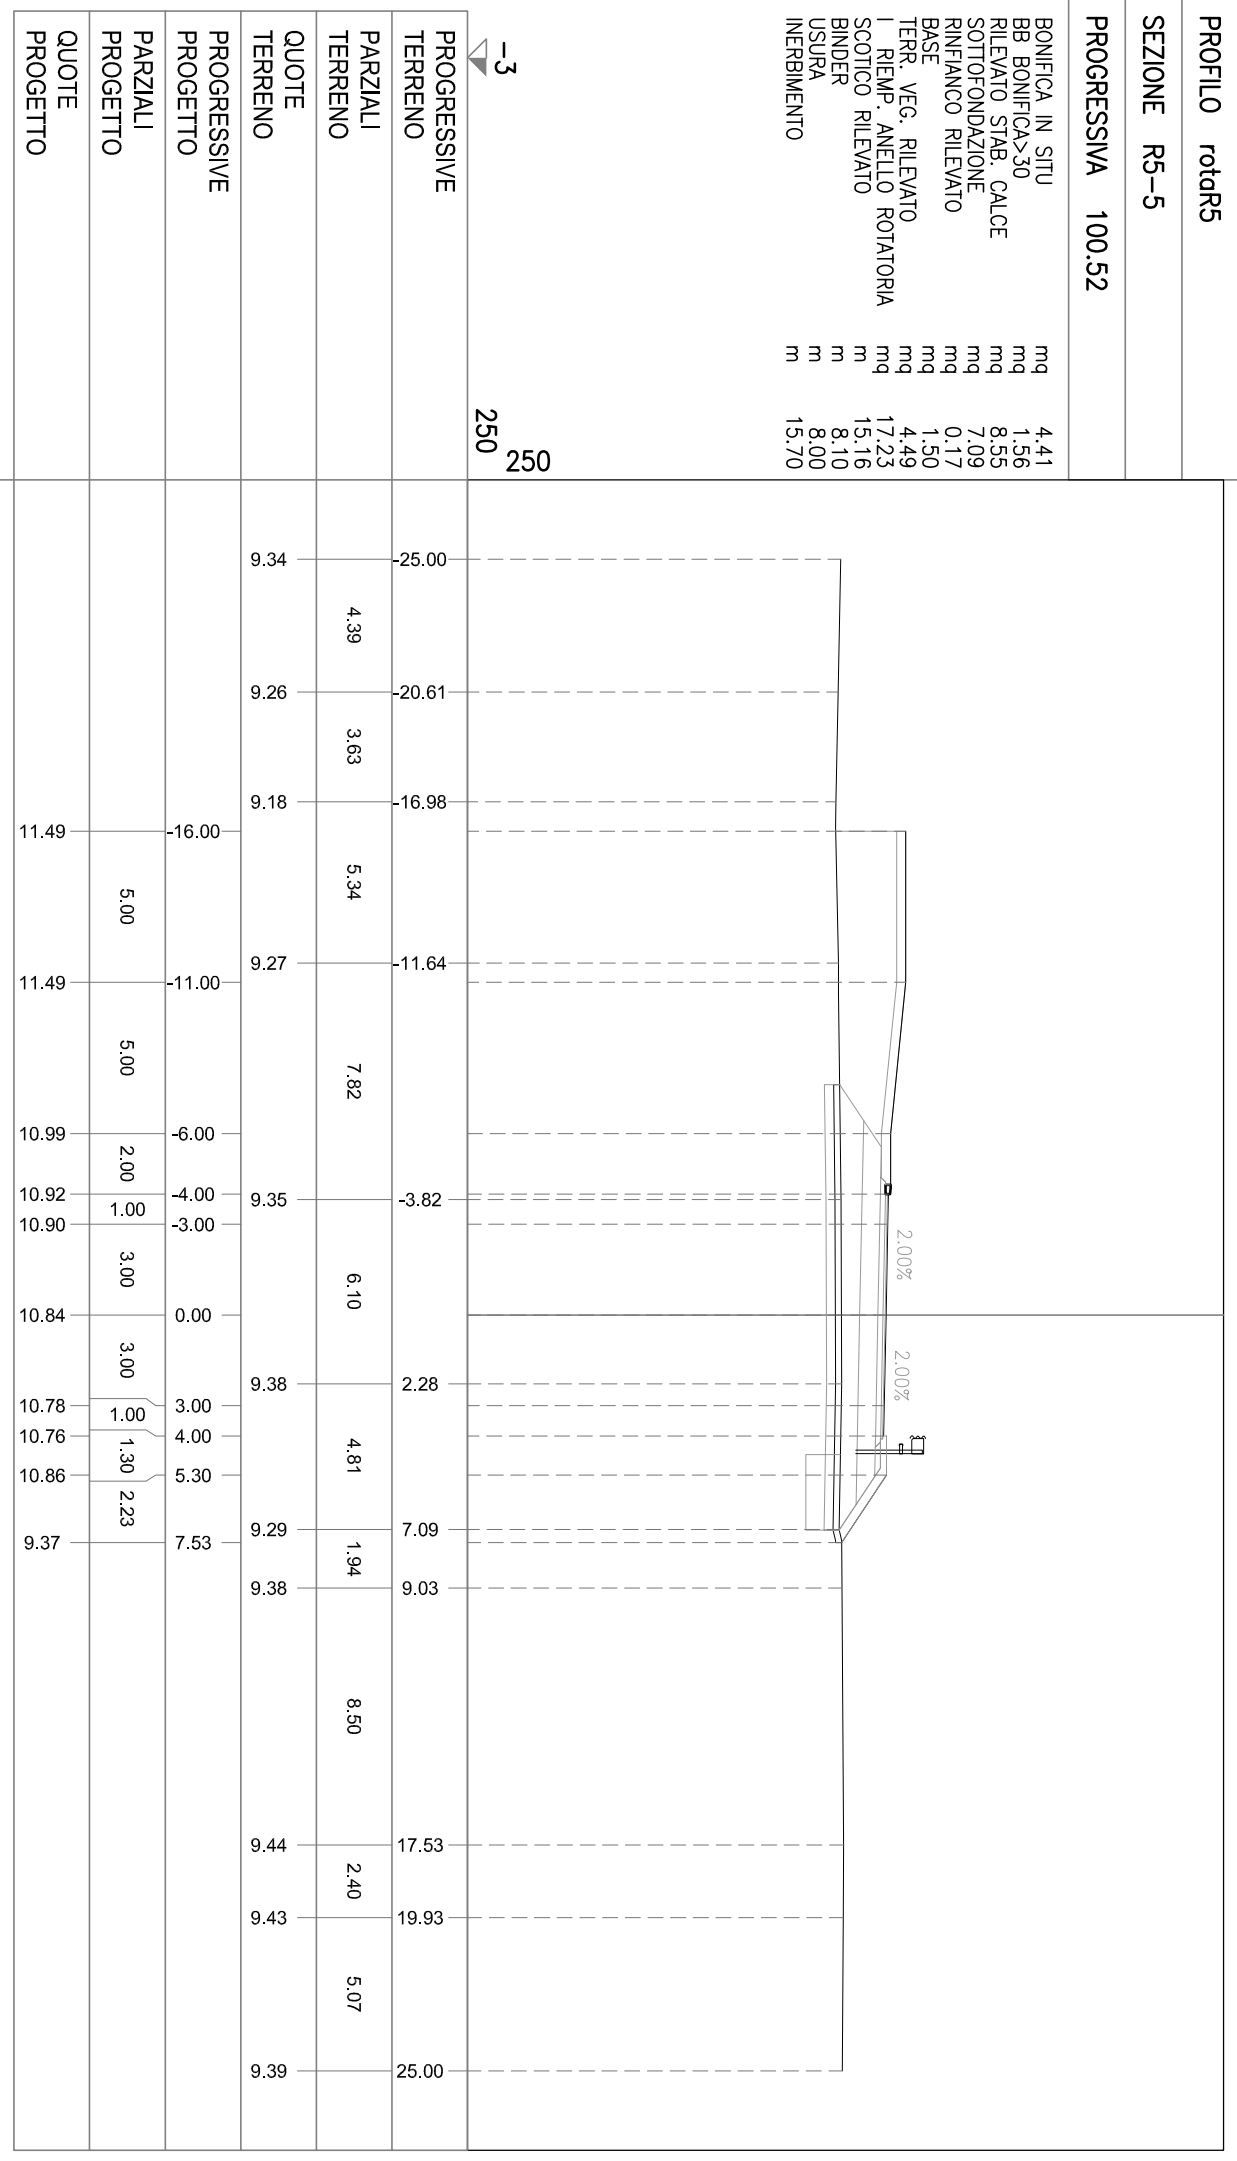 PROFILO rotaR5
SEZIONE R5-5
PROGRESSIVA 100.52
BONIFICA IN SITU mq 4.41
BB BONIFICA>30 mq 1.56
RILEVATO STAB. CALCE mq 8.55
SOTTOFONDAZIONE mq 7.09
RINFIANCO RILEVATO mq 0.17
BASE mq 1.50
TERR. VEG. RILEVATO mq 4.49
I RIEMP. ANELLO ROTATORIA mq 17.23
SCOTICO RILEVATO m 15.16
BINDER m 8.10
USURA m 8.00
INERBIMENTO m 15.70
2.00% 2.00%
250
250
-3
PROGRESSIVE
TERRENO
-25.00 -20.61 -16.98 -11.64 -3.82 2.28 7.09 9.03 17.53 19.93 25.00
PARZIALI
TERRENO
4.39 3.63 5.34 7.82 6.10 4.81 1.94 8.50 2.40 5.07
QUOTE
TERRENO
9.34 9.26 9.18 9.27 9.35 9.38 9.29 9.38 9.44 9.43 9.39
PROGRESSIVE
PROGETTO
-16.00 -11.00 -6.00 -4.00 -3.00 0.00 3.00 4.00 5.30 7.53
PARZIALI
PROGETTO
5.00 5.00 2.00 1.00 3.00 3.00 1.00 1.30 2.23
QUOTE
PROGETTO
11.49 11.49 10.99 10.92 10.90 10.84 10.78 10.76 10.86 9.37